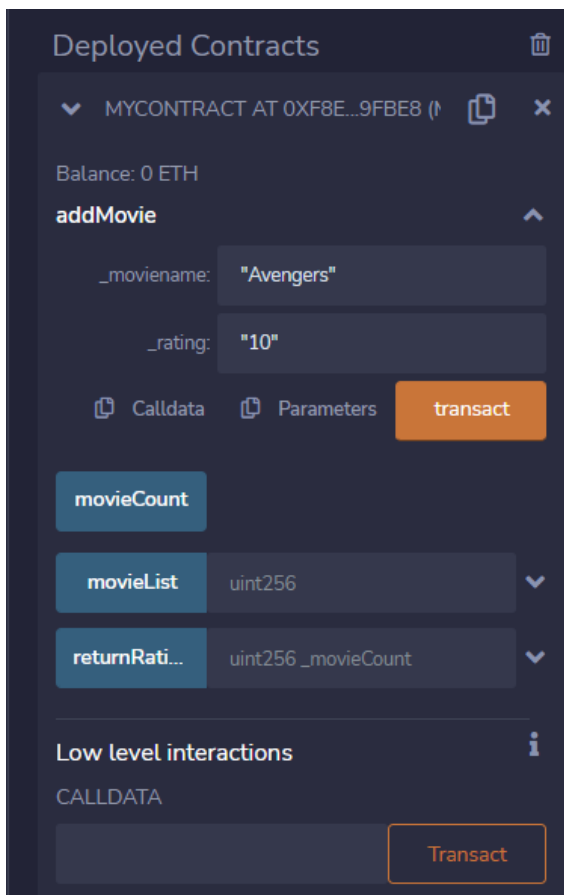 Deployed Contracts
MYCONTRACT AT 0XF8E...9FBE8 (M
Balance: 0 ETH
addMovie
_moviename: "Avengers"
_rating: "10"
Calldata Parameters transact
movieCount
movieList uint256
returnRati... uint256 _movieCount
Low level interactions i
CALLDATA
Transact